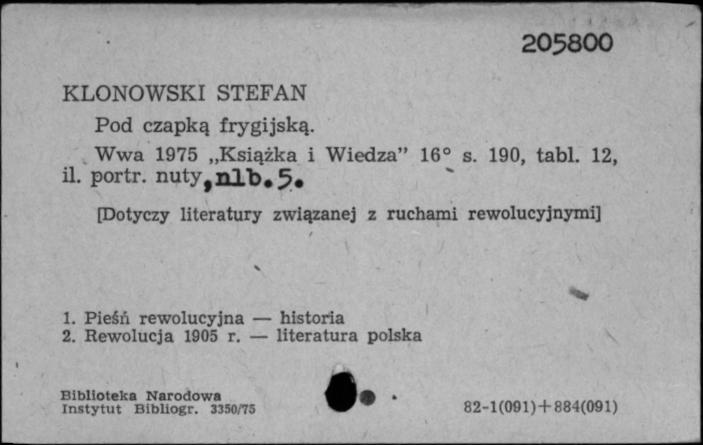 205800
KLONOWSKI STEFAN
Pod czapką frygijską.
Wwa 1975 „Książka i Wiedza” 16° s. 190, tabl. 12,
il. portr. nuty, nlb. 5.
[Dotyczy literatury związanej z ruchami rewolucyjnymi]
1. Pieśń rewolucyjna — historia
2. Rewolucja 1905 r. — literatura polska
Biblioteka Narodowa
Instytut Bibliogr. 3350/75
82-1(091)+884(091)